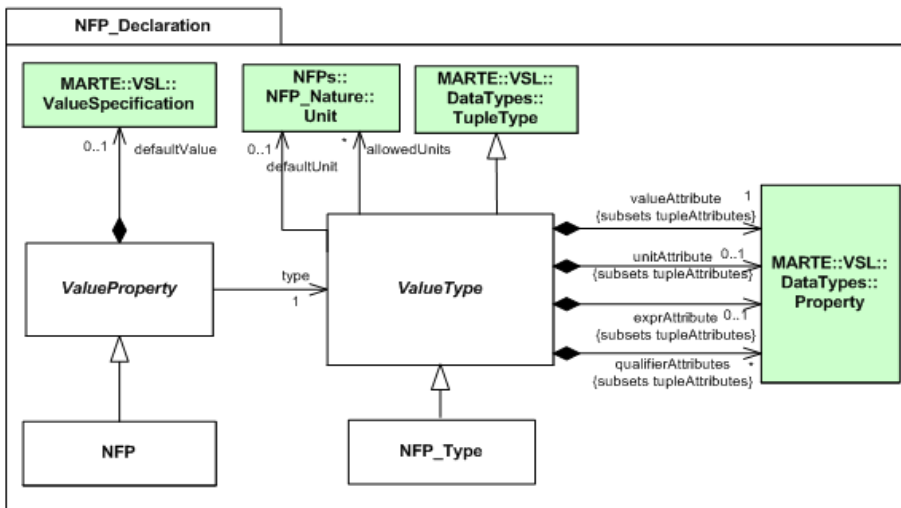 NFP_Declaration
MARTE::VSL::
ValueSpecification
NFPs::
NFP_Nature::
Unit
MARTE::VSL::
DataTypes::
TupleType
0..1
defaultValue
0..1
defaultUnit
*
allowedUnits
valueAttribute
1
{subsets tupleAttributes}
unitAttribute
0..1
{subsets tupleAttributes}
exprAttribute
0..1
{subsets tupleAttributes}
qualifierAttributes
*
{subsets tupleAttributes}
MARTE::VSL::
DataTypes::
Property
ValueProperty
type
1
ValueType
NFP
NFP_Type